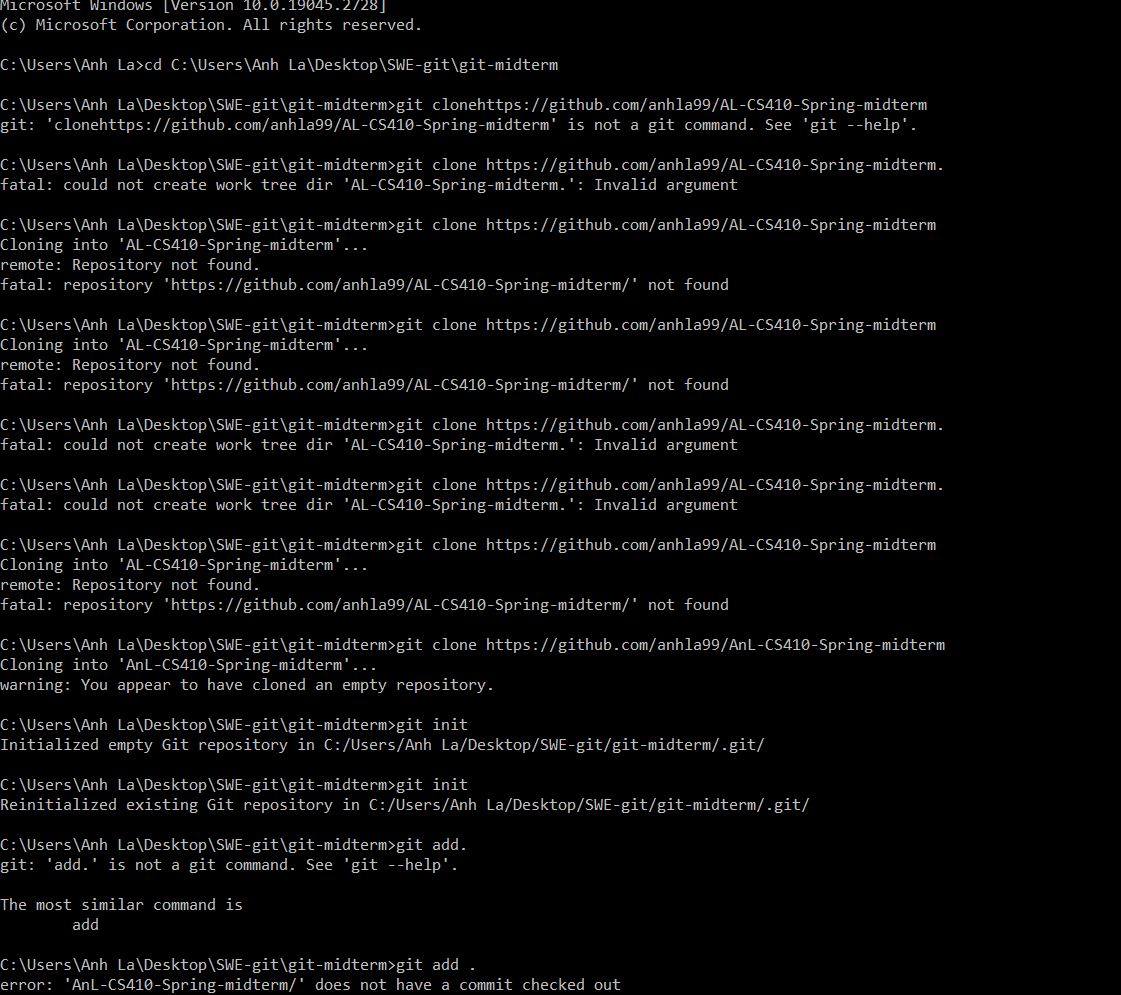 Microsoft Windows [Version 10.0.19045.2728]
(c) Microsoft Corporation. All rights reserved.
C:\Users\Anh La>cd C:\Users\Anh La\Desktop\SWE-git\git-midterm
C:\Users\Anh La\Desktop\SWE-git\git-midterm>git clonehttps://github.com/anhla99/AL-CS410-Spring-midterm
git: 'clonehttps://github.com/anhla99/AL-CS410-Spring-midterm' is not a git command. See 'git --help'.
C:\Users\Anh La\Desktop\SWE-git\git-midterm>git clone https://github.com/anhla99/AL-CS410-Spring-midterm.
fatal: could not create work tree dir 'AL-CS410-Spring-midterm.': Invalid argument
C:\Users\Anh La\Desktop\SWE-git\git-midterm>git clone https://github.com/anhla99/AL-CS410-Spring-midterm
Cloning into 'AL-CS410-Spring-midterm'...
remote: Repository not found.
fatal: repository 'https://github.com/anhla99/AL-CS410-Spring-midterm/' not found
C:\Users\Anh La\Desktop\SWE-git\git-midterm>git clone https://github.com/anhla99/AL-CS410-Spring-midterm
Cloning into 'AL-CS410-Spring-midterm'...
remote: Repository not found.
fatal: repository 'https://github.com/anhla99/AL-CS410-Spring-midterm/' not found
C:\Users\Anh La\Desktop\SWE-git\git-midterm>git clone https://github.com/anhla99/AL-CS410-Spring-midterm.
fatal: could not create work tree dir 'AL-CS410-Spring-midterm.': Invalid argument
C:\Users\Anh La\Desktop\SWE-git\git-midterm>git clone https://github.com/anhla99/AL-CS410-Spring-midterm.
fatal: could not create work tree dir 'AL-CS410-Spring-midterm.': Invalid argument
C:\Users\Anh La\Desktop\SWE-git\git-midterm>git clone https://github.com/anhla99/AL-CS410-Spring-midterm
Cloning into 'AL-CS410-Spring-midterm'...
remote: Repository not found.
fatal: repository 'https://github.com/anhla99/AL-CS410-Spring-midterm/' not found
C:\Users\Anh La\Desktop\SWE-git\git-midterm>git clone https://github.com/anhla99/AnL-CS410-Spring-midterm
Cloning into 'AnL-CS410-Spring-midterm'...
warning: You appear to have cloned an empty repository.
C:\Users\Anh La\Desktop\SWE-git\git-midterm>git init
Initialized empty Git repository in C:/Users/Anh La/Desktop/SWE-git/git-midterm/.git/
C:\Users\Anh La\Desktop\SWE-git\git-midterm>git init
Reinitialized existing Git repository in C:/Users/Anh La/Desktop/SWE-git/git-midterm/.git/
C:\Users\Anh La\Desktop\SWE-git\git-midterm>git add.
git: 'add.' is not a git command. See 'git --help'.
The most similar command is
add
C:\Users\Anh La\Desktop\SWE-git\git-midterm>git add .
error: 'AnL-CS410-Spring-midterm/' does not have a commit checked out